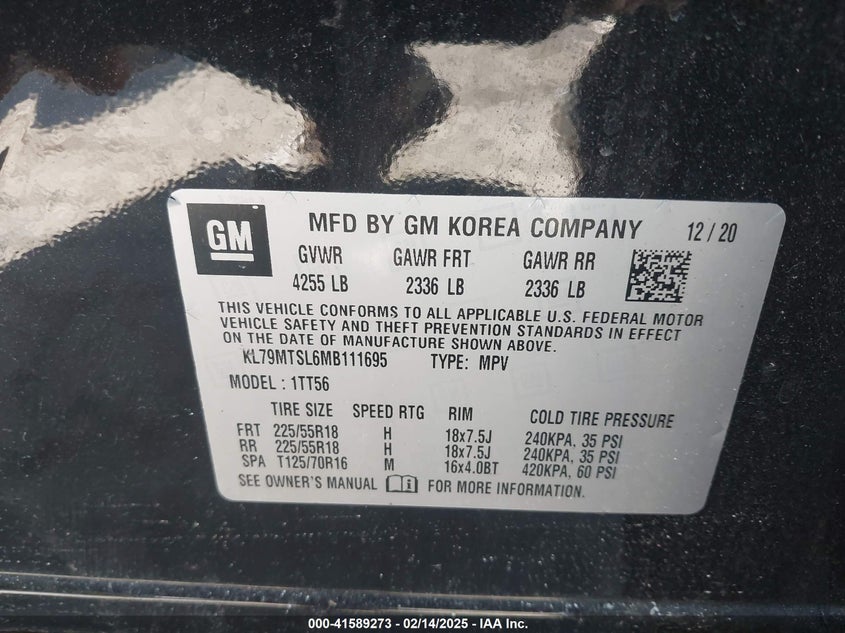 GM
MFD BY GM KOREA COMPANY 12 / 20
GVWR GAWR FRT GAWR RR
4255 LB 2336 LB 2336 LB
THIS VEHICLE CONFORMS TO ALL APPLICABLE U.S. FEDERAL MOTOR
VEHICLE SAFETY AND THEFT PREVENTION STANDARDS IN EFFECT
ON THE DATE OF MANUFACTURE SHOWN ABOVE.
KL79MTSL6MB111695 TYPE: MPV
MODEL : 1TT56
TIRE SIZE SPEED RTG RIM COLD TIRE PRESSURE
FRT 225/55R18 H 18x7.5J 240KPA, 35 PSI
RR 225/55R18 H 18x7.5J 240KPA, 35 PSI
SPA T125/70R16 M 16x4.0BT 420KPA, 60 PSI
SEE OWNER'S MANUAL FOR MORE INFORMATION.
000-41589273 - 02/14/2025 - IAA Inc.